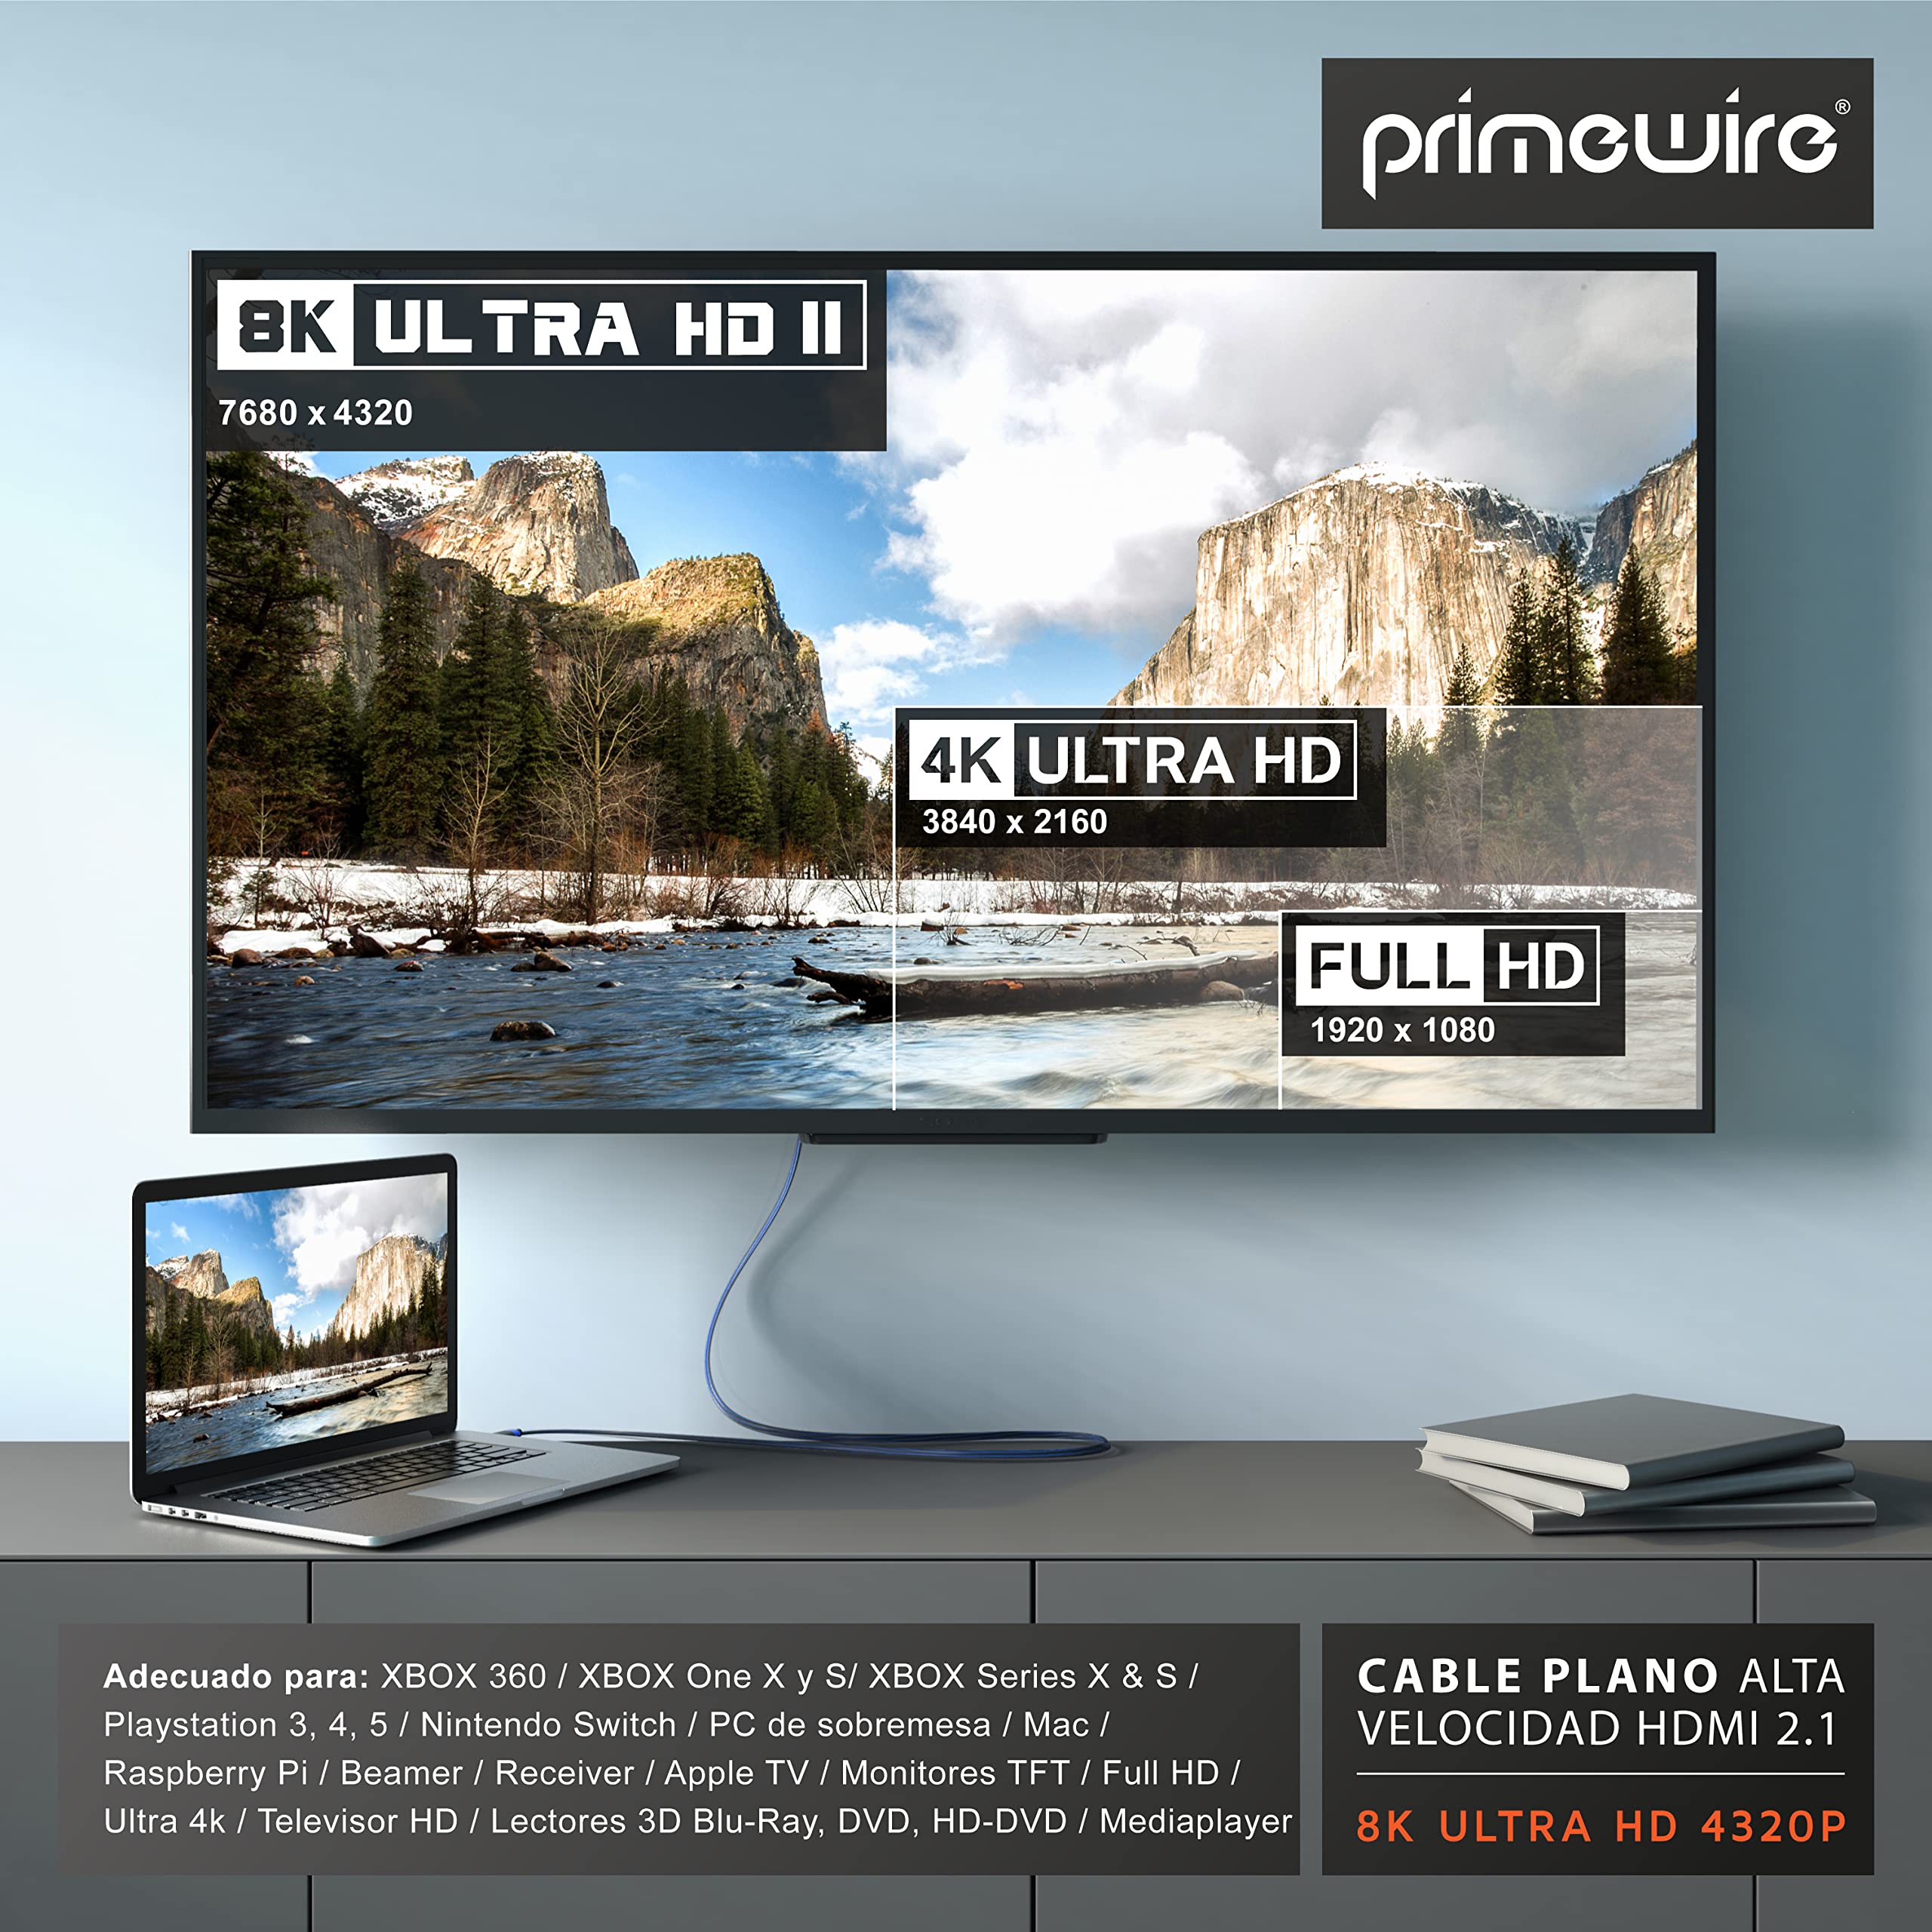 primewire®
8K ULTRA HD II
7680 x 4320
4K ULTRA HD
3840 x 2160
FULL HD
1920 x 1080
Adecuado para: XBOX 360 / XBOX One X y S/ XBOX Series X & S /
Playstation 3, 4, 5 / Nintendo Switch / PC de sobremesa / Mac /
Raspberry Pi / Beamer / Receiver / Apple TV / Monitores TFT / Full HD /
Ultra 4k / Televisor HD / Lectores 3D Blu-Ray, DVD, HD-DVD / Mediaplayer
CABLE PLANO ALTA
VELOCIDAD HDMI 2.1
8K ULTRA HD 4320P